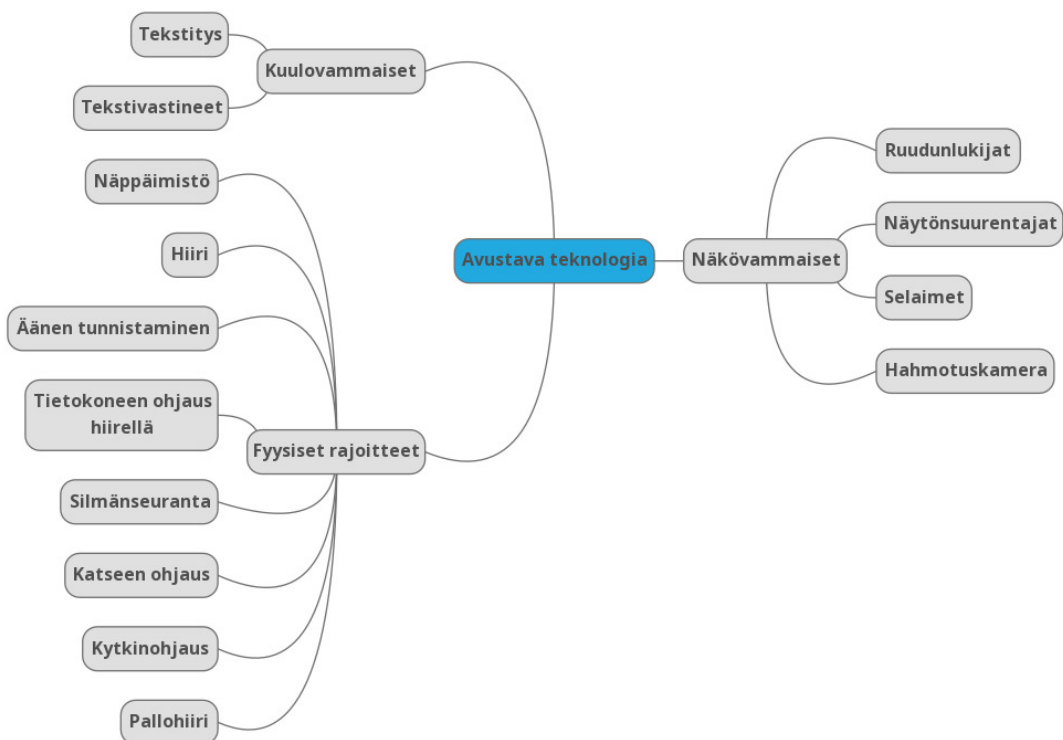 Avustava teknologia
Kuulovammaiset
Tekstitys
Tekstivastineet
Fyysiset rajoitteet
Näppäimistö
Hiiri
Äänen tunnistaminen
Tietokoneen ohjaus
hiirellä
Silmänseuranta
Katseen ohjaus
Kytkinohjaus
Pallohiiri
Näkövammaiset
Ruudunlukijat
Näytönsuurentajat
Selaimet
Hahmotuskamera